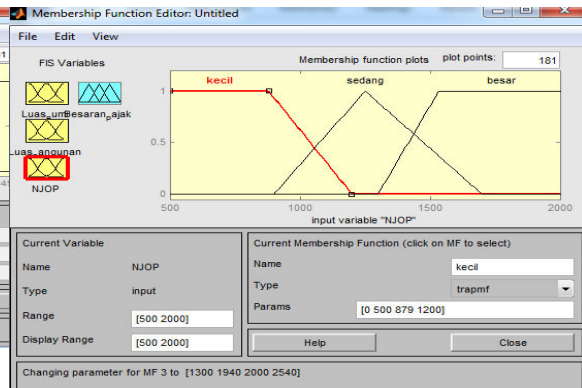 Membership Function Editor: Untitled
File Edit View
FIS Variables
Membership function plots
plot points:
181
kecil
sedang
besar
1
0.5
0
500
1000
1500
2000
input variable "NJOP"
NJOP
Current Variable
Name NJOP
Type input
Range [500 2000]
Display Range [500 2000]
Current Membership Function (click on MF to select)
Name kecil
Type trapmf
Params [0 500 879 1200]
Help
Close
Changing parameter for MF 3 to [1300 1940 2000 2540]